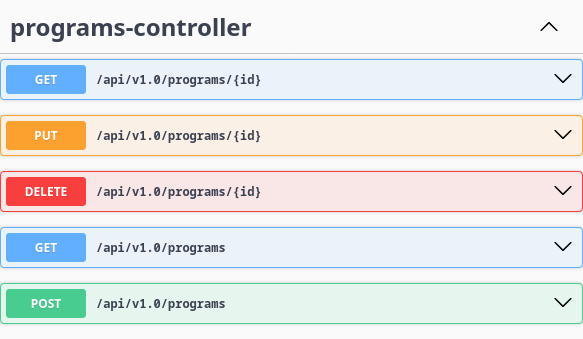 programs-controller
GET /api/v1.0/programs/{id}
PUT /api/v1.0/programs/{id}
DELETE /api/v1.0/programs/{id}
GET /api/v1.0/programs
POST /api/v1.0/programs